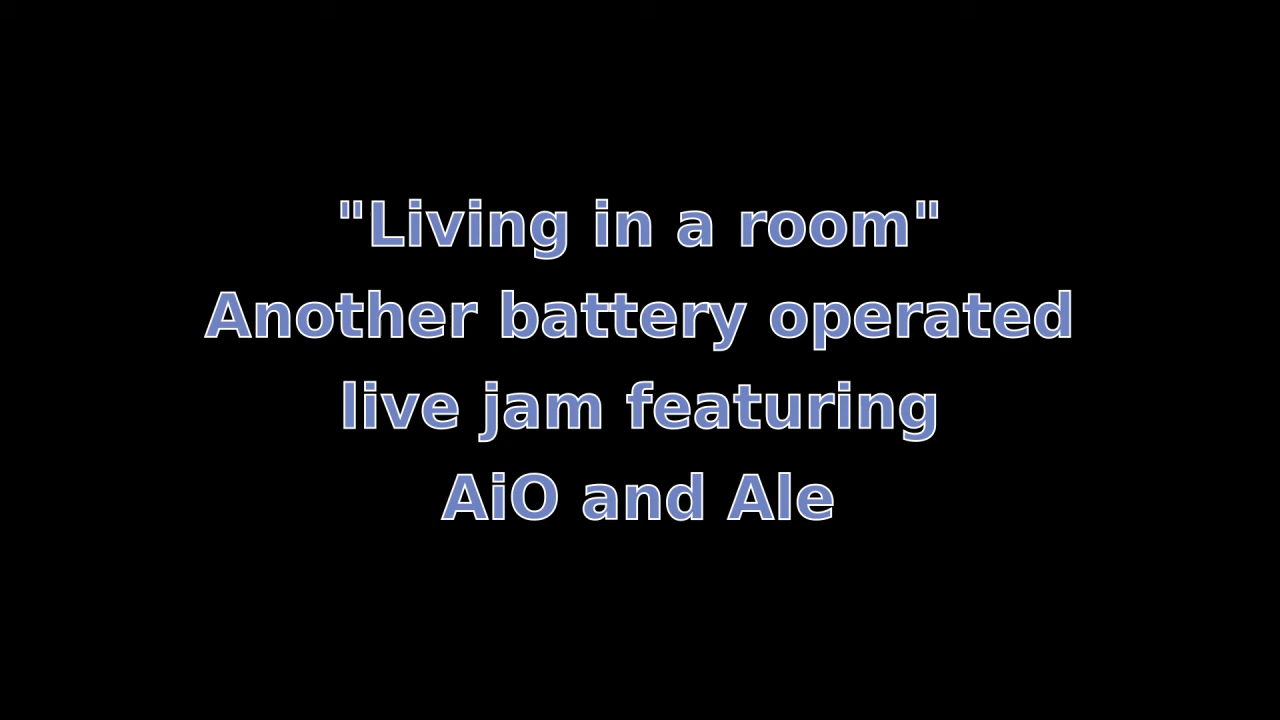 "Living in a room"
Another battery operated
live jam featuring
AiO and Ale